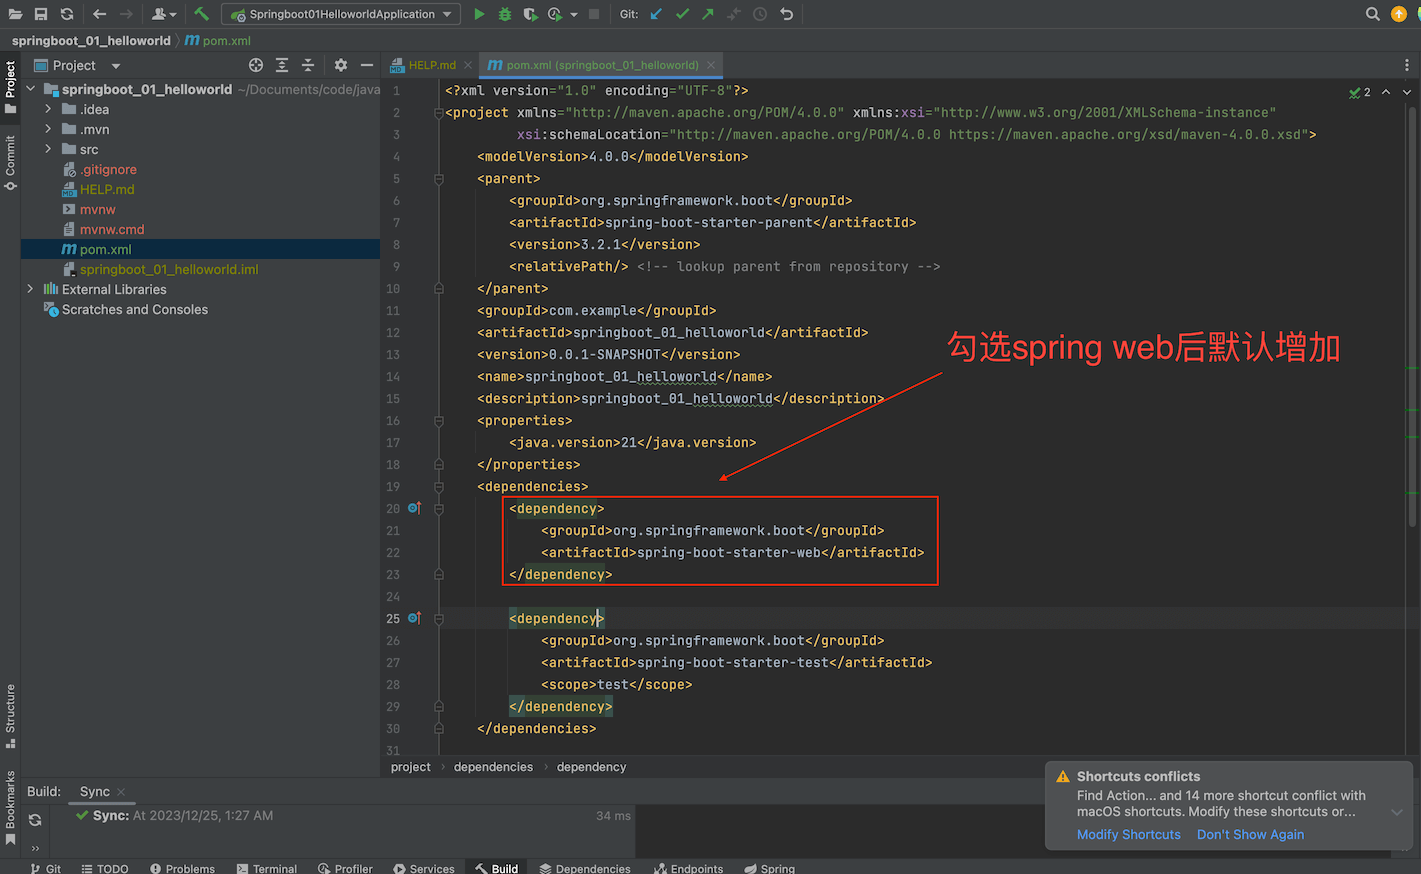 Springboot01HelloworldApplication
Git:
springboot_01_helloworld
pom.xml
Project
HELP.md
pom.xml (springboot_01_helloworld)
Project
Commit
Structure
Bookmarks
springboot_01_helloworld ~/Documents/code/java
.idea
.mvn
src
.gitignore
HELP.md
mvnw
mvnw.cmd
pom.xml
springboot_01_helloworld.iml
External Libraries
Scratches and Consoles
2
1 <?xml version="1.0" encoding="UTF-8"?>
2 <project xmlns="http://maven.apache.org/POM/4.0.0" xmlns:xsi="http://www.w3.org/2001/XMLSchema-instance"
3 xsi:schemaLocation="http://maven.apache.org/POM/4.0.0 https://maven.apache.org/xsd/maven-4.0.0.xsd">
4 <modelVersion>4.0.0</modelVersion>
5 <parent>
6 <groupId>org.springframework.boot</groupId>
7 <artifactId>spring-boot-starter-parent</artifactId>
8 <version>3.2.1</version>
9 <relativePath/> <!-- lookup parent from repository -->
10 </parent>
11 <groupId>com.example</groupId>
12 <artifactId>springboot_01_helloworld</artifactId>
13 <version>0.0.1-SNAPSHOT</version>
14 <name>springboot_01_helloworld</name>
15 <description>springboot_01_helloworld</description>
16 <properties>
17 <java.version>21</java.version>
18 </properties>
19 <dependencies>
20 <dependency>
21 <groupId>org.springframework.boot</groupId>
22 <artifactId>spring-boot-starter-web</artifactId>
23 </dependency>
24
25 <dependency>
26 <groupId>org.springframework.boot</groupId>
27 <artifactId>spring-boot-starter-test</artifactId>
28 <scope>test</scope>
29 </dependency>
30 </dependencies>
31
勾选spring web后默认增加
project › dependencies › dependency
Build: Sync
Sync: At 2023/12/25, 1:27 AM 34 ms
Shortcuts conflicts
Find Action... and 14 more shortcut conflict with
macOS shortcuts. Modify these shortcuts or...
Modify Shortcuts Don't Show Again
Git TODO Problems Terminal Profiler Services Build Dependencies Endpoints Spring